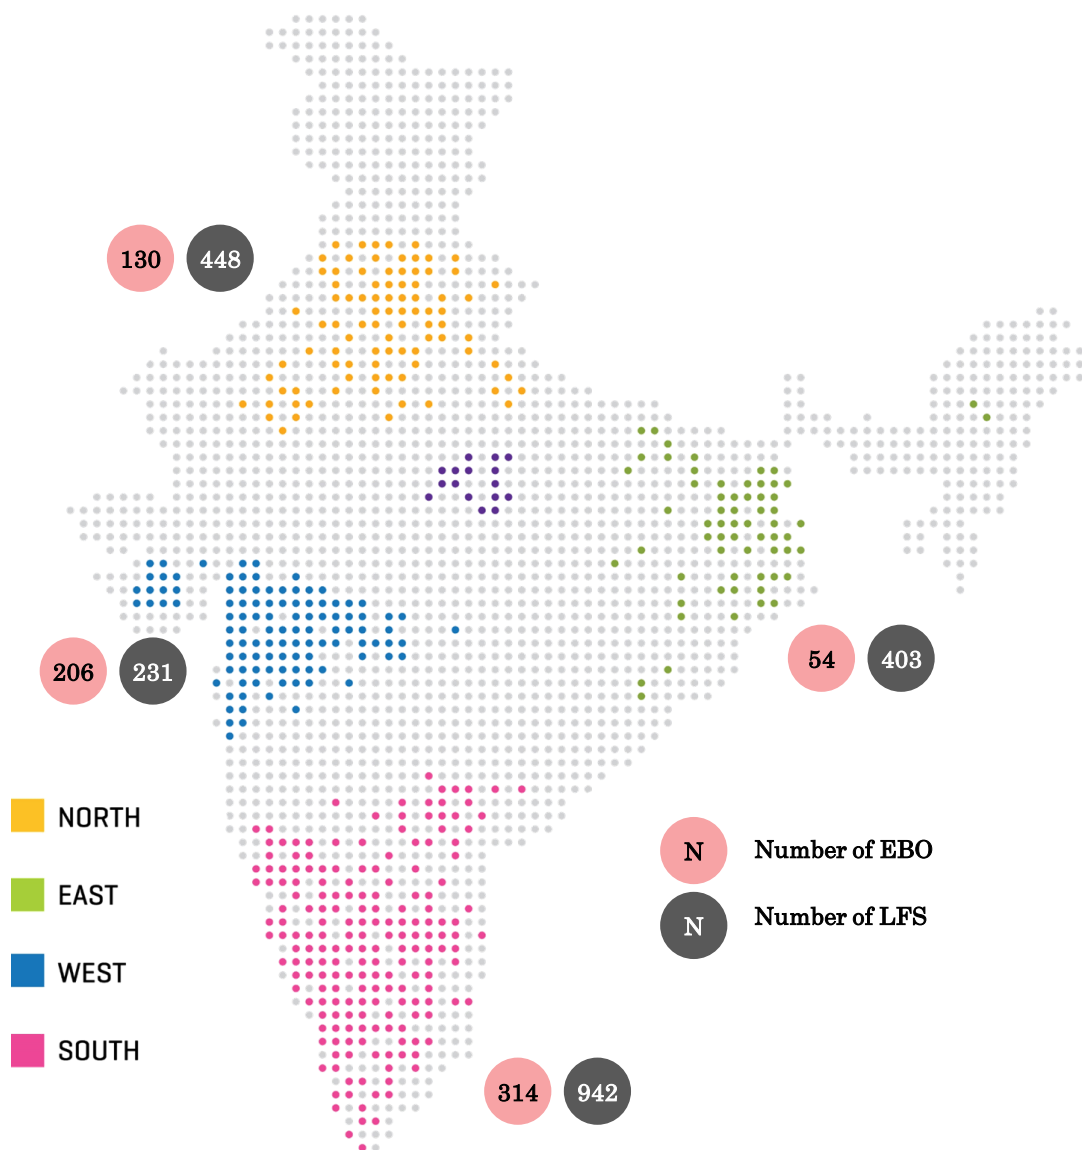 130 448
206 231
54 403
NORTH
EAST
WEST
SOUTH
N Number of EBO
N Number of LFS
314 942